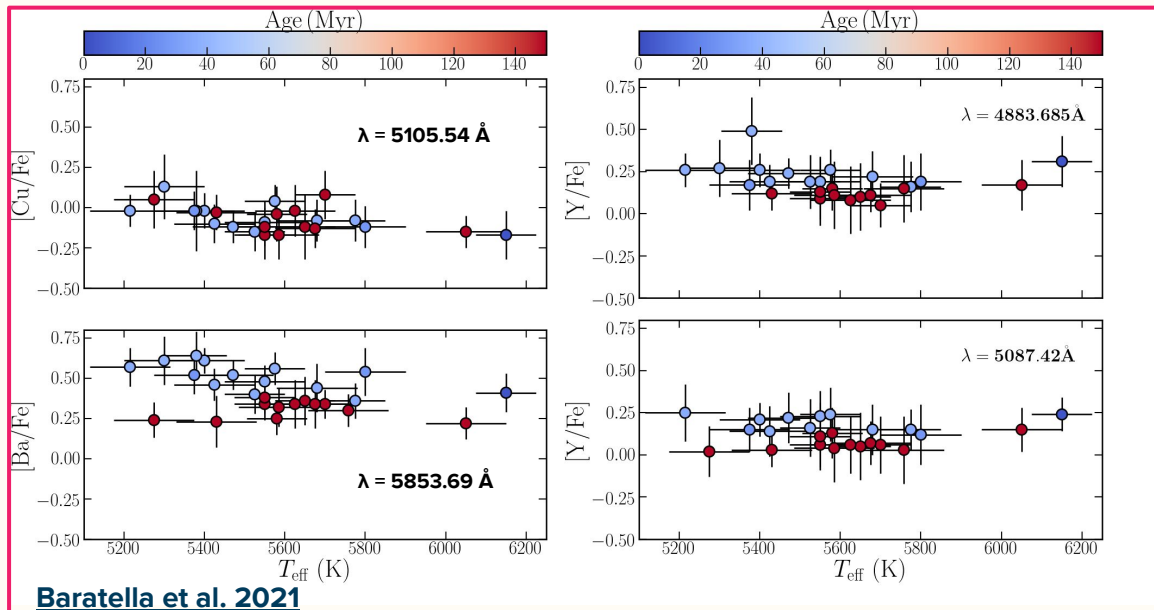 Age (Myr)
0 20 40 60 80 100 120 140
[Cu/Fe]
0.75
0.50
0.25
0.00
−0.25
−0.50
λ = 5105.54 Å
[Ba/Fe]
0.75
0.50
0.25
0.00
−0.25
−0.50
λ = 5853.69 Å
5200 5400 5600 5800 6000 6200
Teff (K)
Age (Myr)
0 20 40 60 80 100 120 140
[Y/Fe]
0.75
0.50
0.25
0.00
−0.25
−0.50
λ = 4883.685Å
[Y/Fe]
0.75
0.50
0.25
0.00
−0.25
−0.50
λ = 5087.42Å
5200 5400 5600 5800 6000 6200
Teff (K)
Baratella et al. 2021